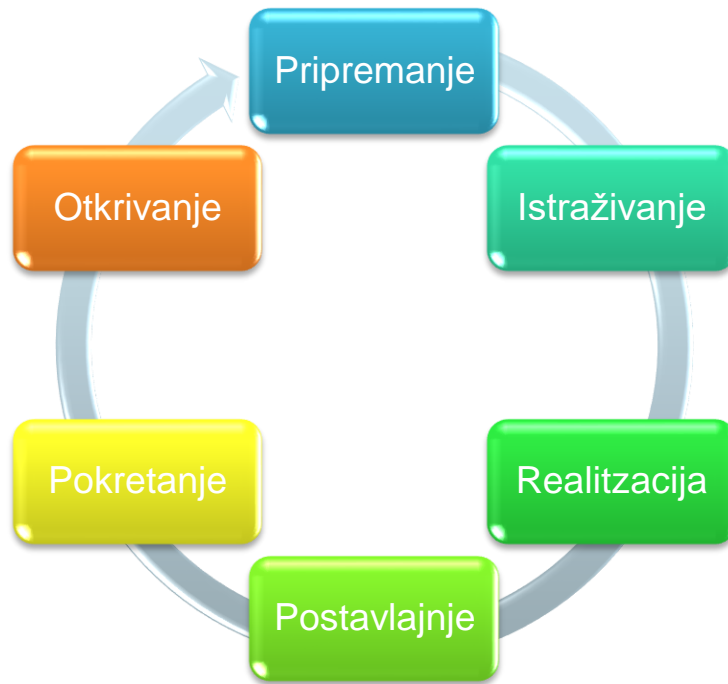 Pripremanje
Istraživanje
Realitzacija
Postavlajnje
Pokretanje
Otkrivanje